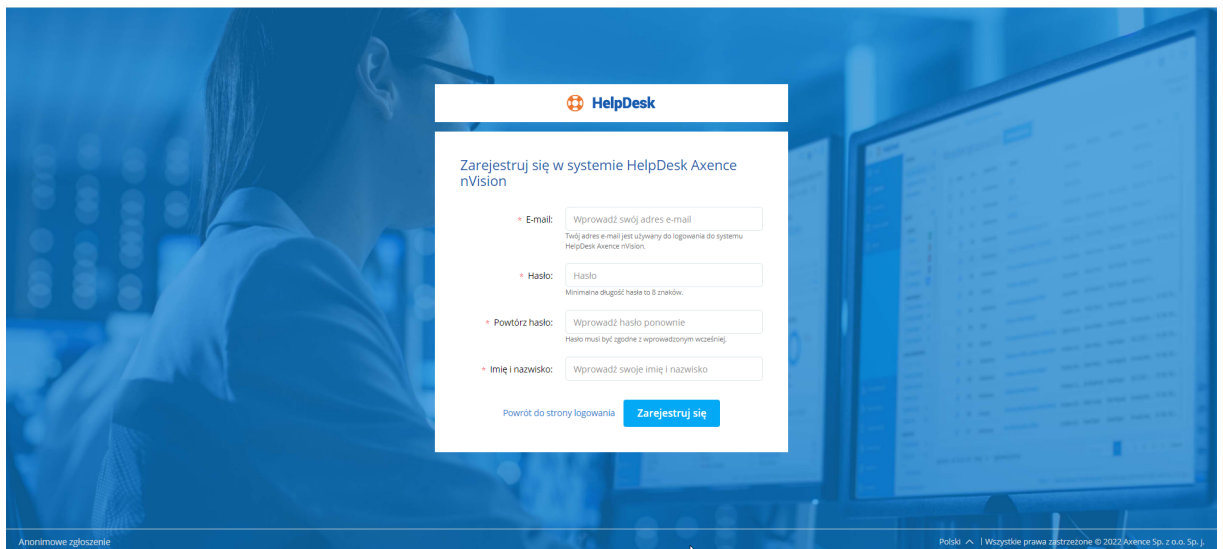 HelpDesk
Zarejestruj się w systemie HelpDesk Axence
nVision
* E-mail:
Wprowadź swój adres e-mail
Twój adres e-mail jest używany do logowania do systemu
HelpDesk Axence nVision.
* Hasło:
Hasło
Minimalna długość hasła to 8 znaków.
* Powtórz hasło:
Wprowadź hasło ponownie
Hasło musi być zgodne z wprowadzonym wcześniej.
* Imię i nazwisko:
Wprowadź swoje imię i nazwisko
Powrót do strony logowania
Zarejestruj się
Anonimowe zgłoszenie
Polski | Wszystkie prawa zastrzeżone © 2022 Axence Sp. z o.o. Sp. j.